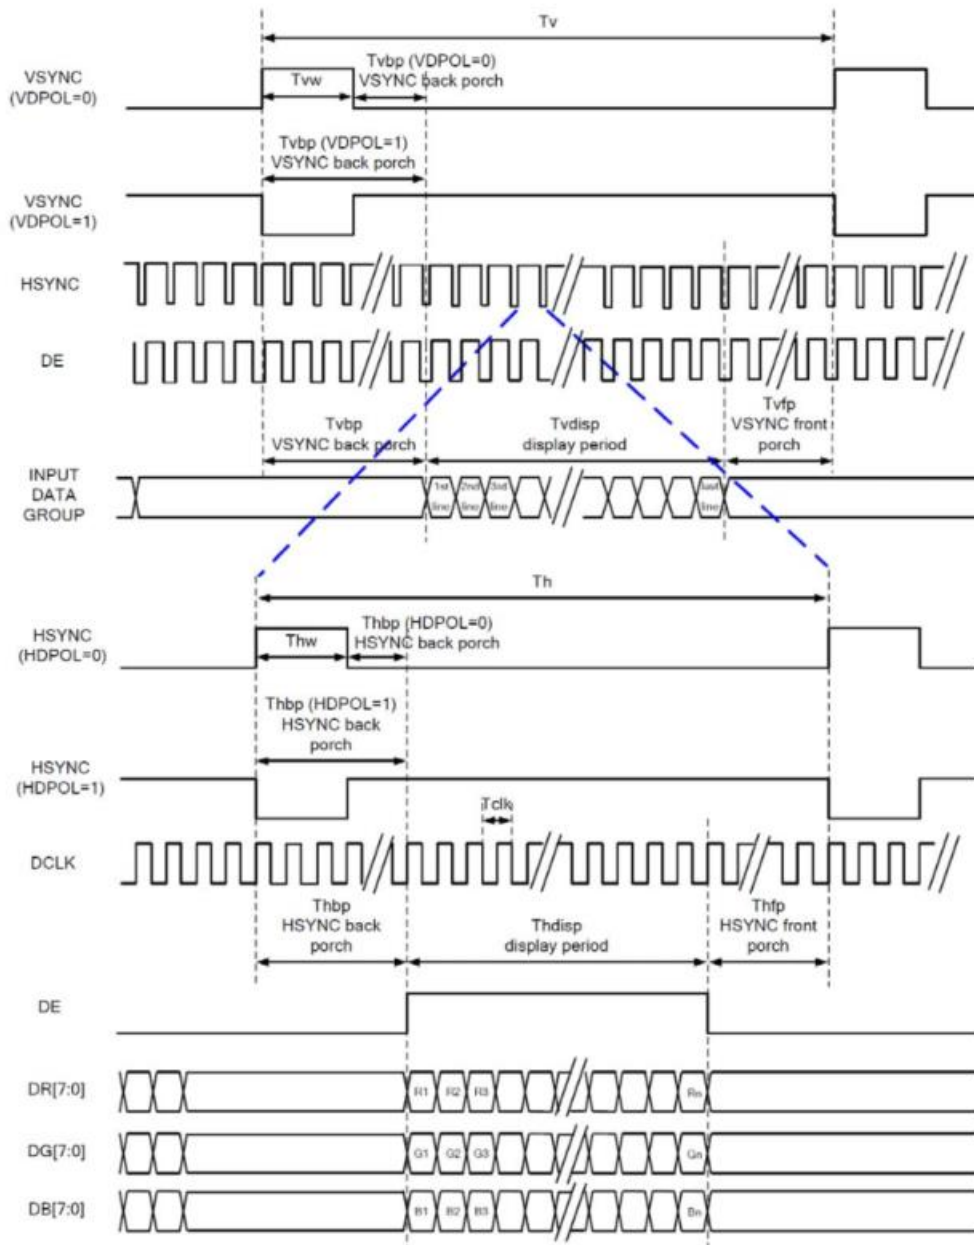 Tv
VSYNC
(VDPOL=0)
Tvw
Tvbp (VDPOL=0)
VSYNC back porch
Tvbp (VDPOL=1)
VSYNC back porch
VSYNC
(VDPOL=1)
HSYNC
DE
Tvbp
VSYNC back porch
Tvdisp
display period
Tvfp
VSYNC front
porch
INPUT
DATA
GROUP
1st
line
2nd
line
3rd
line
last
line
Th
HSYNC
(HDPOL=0)
Thw
Thbp (HDPOL=0)
HSYNC back porch
Thbp (HDPOL=1)
HSYNC back
porch
HSYNC
(HDPOL=1)
Tclk
DCLK
Thbp
HSYNC back
porch
Thdisp
display period
Thfp
HSYNC front
porch
DE
DR[7:0]
R1 R2 R3 Rn
DG[7:0]
G1 G2 G3 Gn
DB[7:0]
B1 B2 B3 Bn